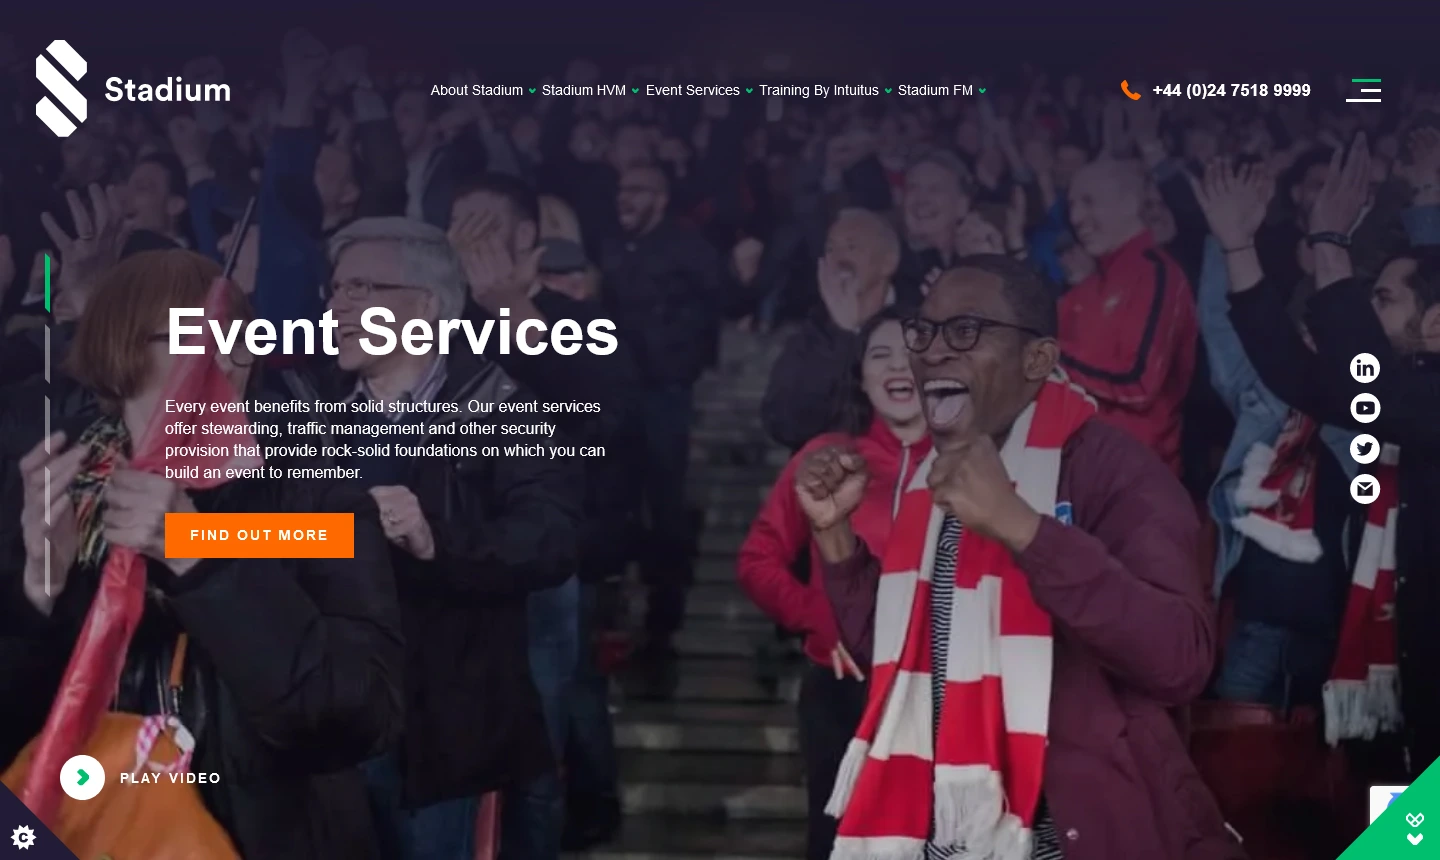 Stadium
About Stadium
Stadium HVM
Event Services
Training By Intuitus
Stadium FM
+44 (0)24 7518 9999
Event Services
Every event benefits from solid structures. Our event services
offer stewarding, traffic management and other security
provision that provide rock-solid foundations on which you can
build an event to remember.
FIND OUT MORE
PLAY VIDEO